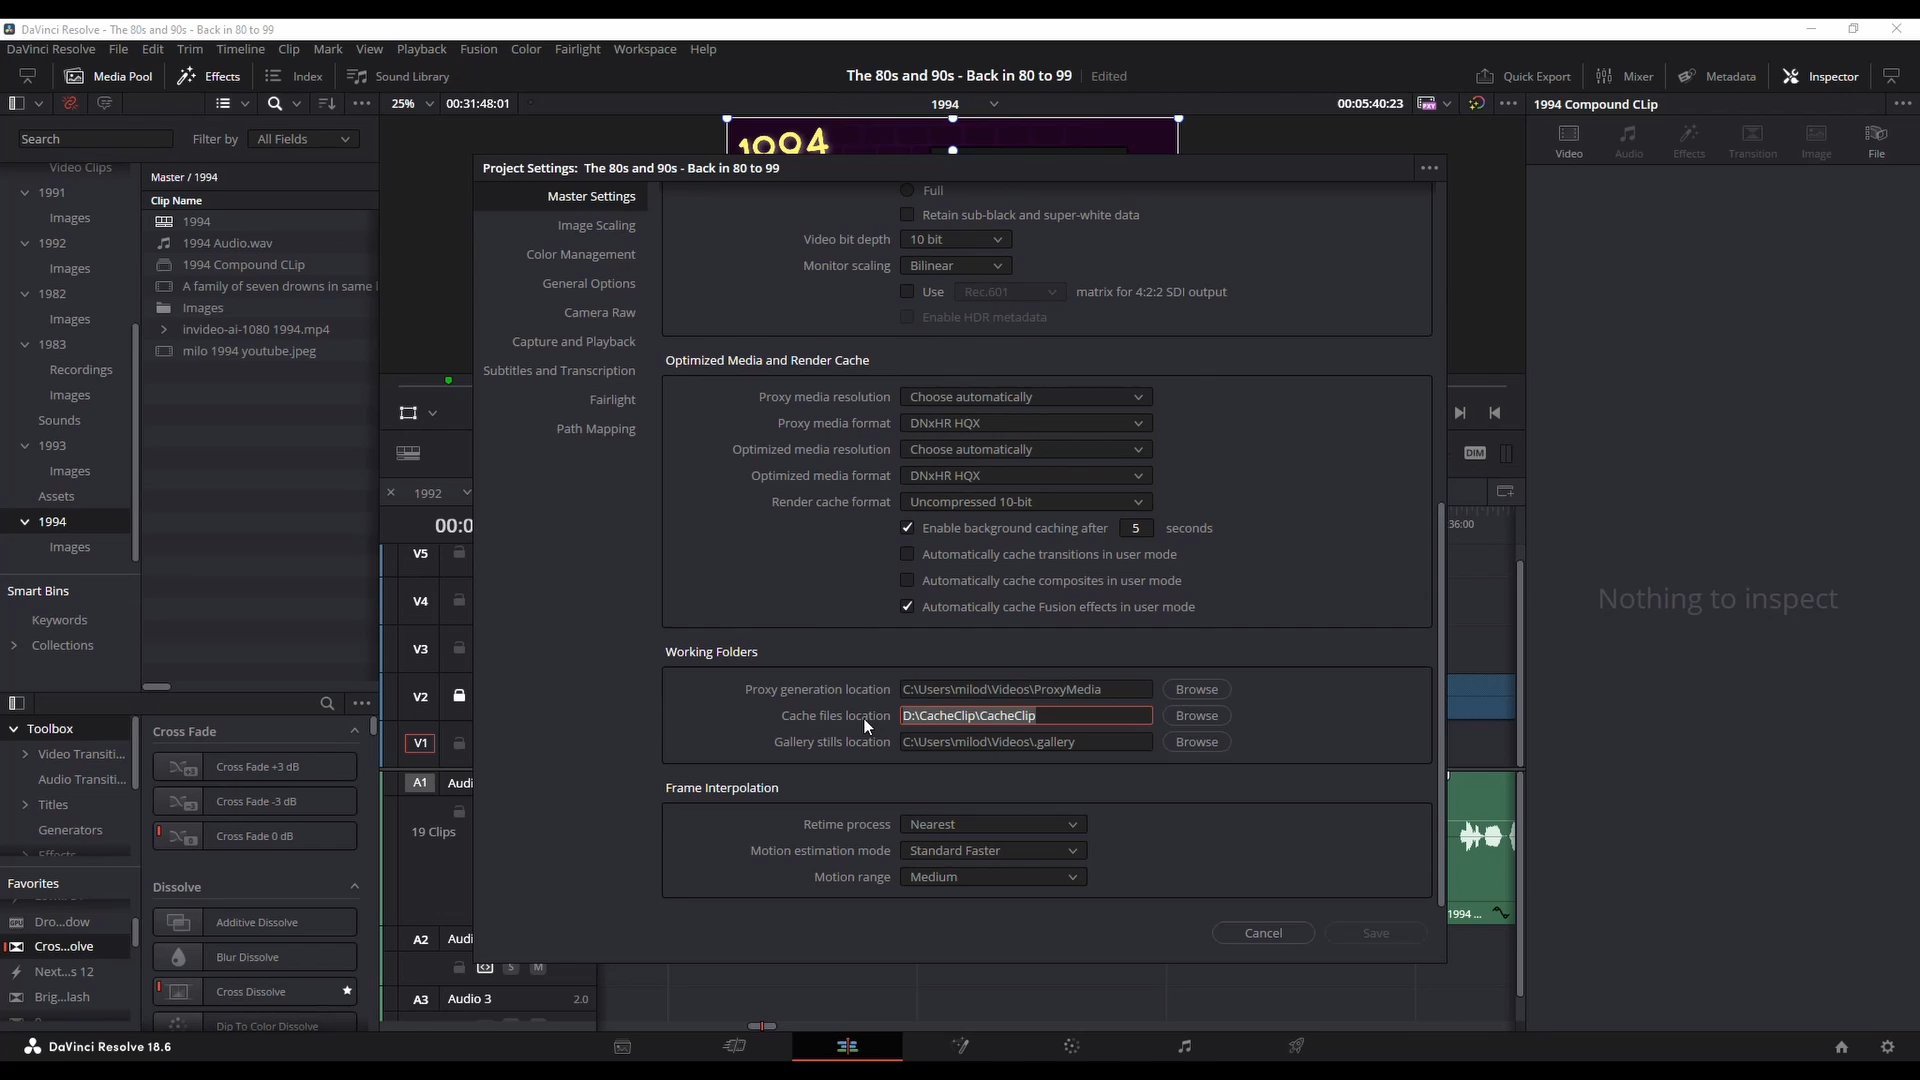 DaVinci Resolve - The 80s and 90s - Back in 80 to 99
DaVinci Resolve File Edit Trim Timeline Clip Mark View Playback Fusion Color Fairlight Workspace Help
Media Pool Effects Index Sound Library The 80s and 90s - Back in 80 to 99 Edited Quick Export Mixer Metadata Inspector
25% 00:31:48:01 1994 00:05:40:23 1994 Compound CLip
Search Filter by All Fields
Video Audio Effects Transition Image File
Video Clips
1991
Images
1992
Images
1982
Images
1983
Recordings
Images
Sounds
1993
Images
Assets
1994
Images
Smart Bins
Keywords
Collections
Master / 1994
Clip Name
1994
1994 Audio.wav
1994 Compound CLip
A family of seven drowns in same l
Images
invideo-ai-1080 1994.mp4
milo 1994 youtube.jpeg
1994
Project Settings: The 80s and 90s - Back in 80 to 99
Master Settings
Image Scaling
Color Management
General Options
Camera Raw
Capture and Playback
Subtitles and Transcription
Fairlight
Path Mapping
Full
Retain sub-black and super-white data
Video bit depth 10 bit
Monitor scaling Bilinear
Use Rec.601 matrix for 4:2:2 SDI output
Enable HDR metadata
Optimized Media and Render Cache
Proxy media resolution Choose automatically
Proxy media format DNxHR HQX
Optimized media resolution Choose automatically
Optimized media format DNxHR HQX
Render cache format Uncompressed 10-bit
Enable background caching after 5 seconds
Automatically cache transitions in user mode
Automatically cache composites in user mode
Automatically cache Fusion effects in user mode
Working Folders
Proxy generation location C:\Users\milod\Videos\ProxyMedia Browse
Cache files location D:\CacheClip\CacheClip Browse
Gallery stills location C:\Users\milod\Videos\.gallery Browse
Frame Interpolation
Retime process Nearest
Motion estimation mode Standard Faster
Motion range Medium
Cancel Save
1992
00:0
V5
V4
V3
V2
V1
A1 Audi
19 Clips
A2 Audi
S M
A3 Audio 3 2.0
DIM
36:00
1994 ...
Nothing to inspect
Toolbox
Video Transiti...
Audio Transiti...
Titles
Generators
Effects
Favorites
Dro...dow
Cros...olve
Next...s 12
Brig...lash
Cross Fade
Cross Fade +3 dB
Cross Fade -3 dB
Cross Fade 0 dB
Dissolve
Additive Dissolve
Blur Dissolve
Cross Dissolve
Dip To Color Dissolve
DaVinci Resolve 18.6